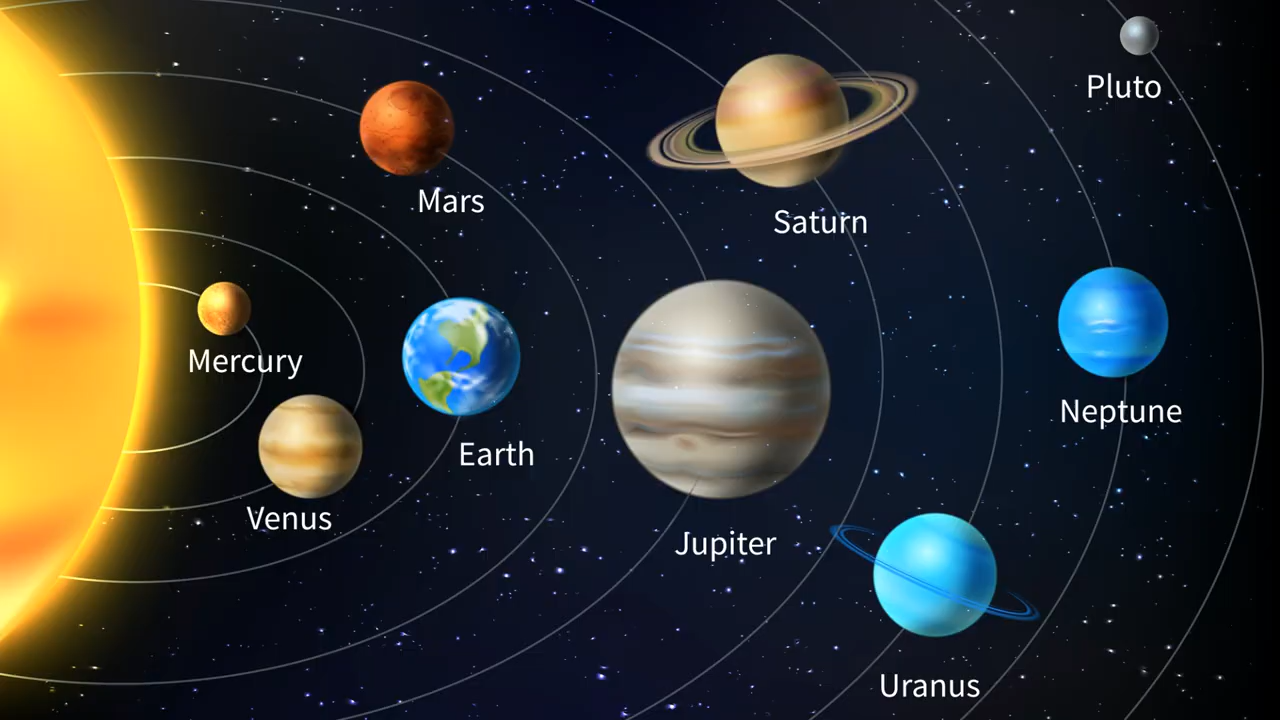 Pluto
Mars
Saturn
Mercury
Neptune
Earth
Venus
Jupiter
Uranus